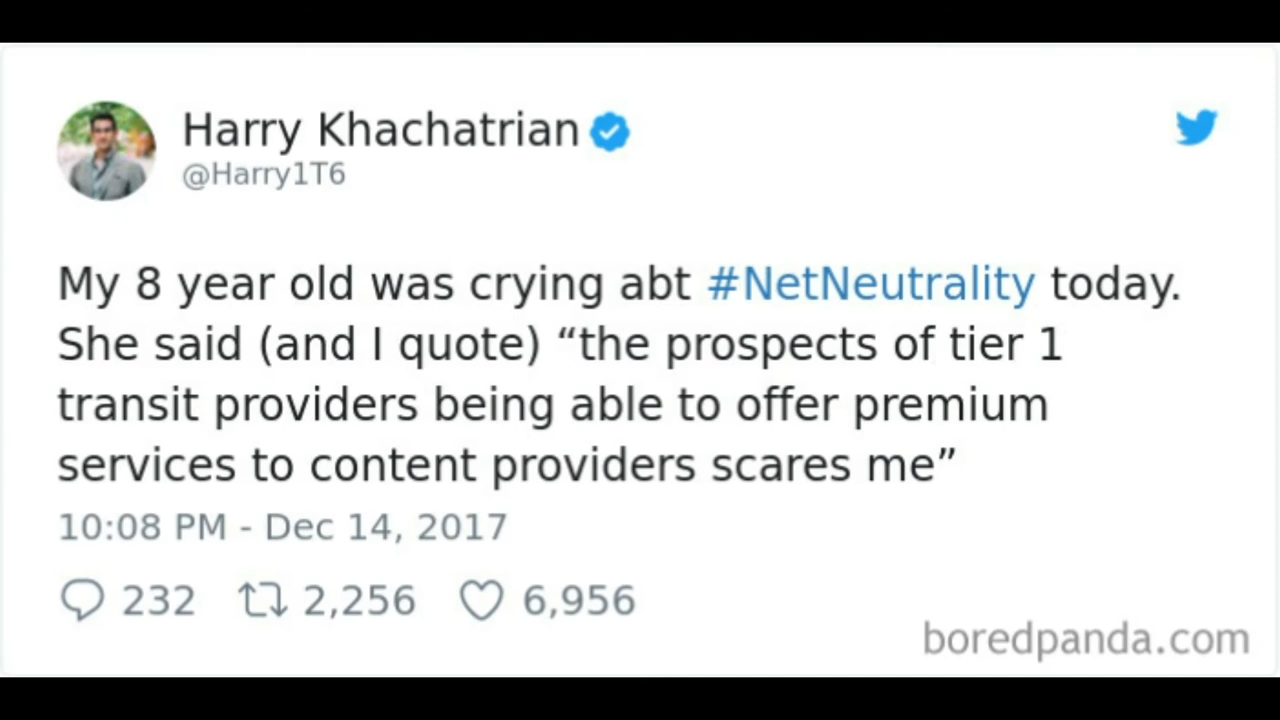 Harry Khachatrian
@Harry1T6
My 8 year old was crying abt #NetNeutrality today.
She said (and I quote) “the prospects of tier 1
transit providers being able to offer premium
services to content providers scares me”
10:08 PM - Dec 14, 2017
232 2,256 6,956
boredpanda.com